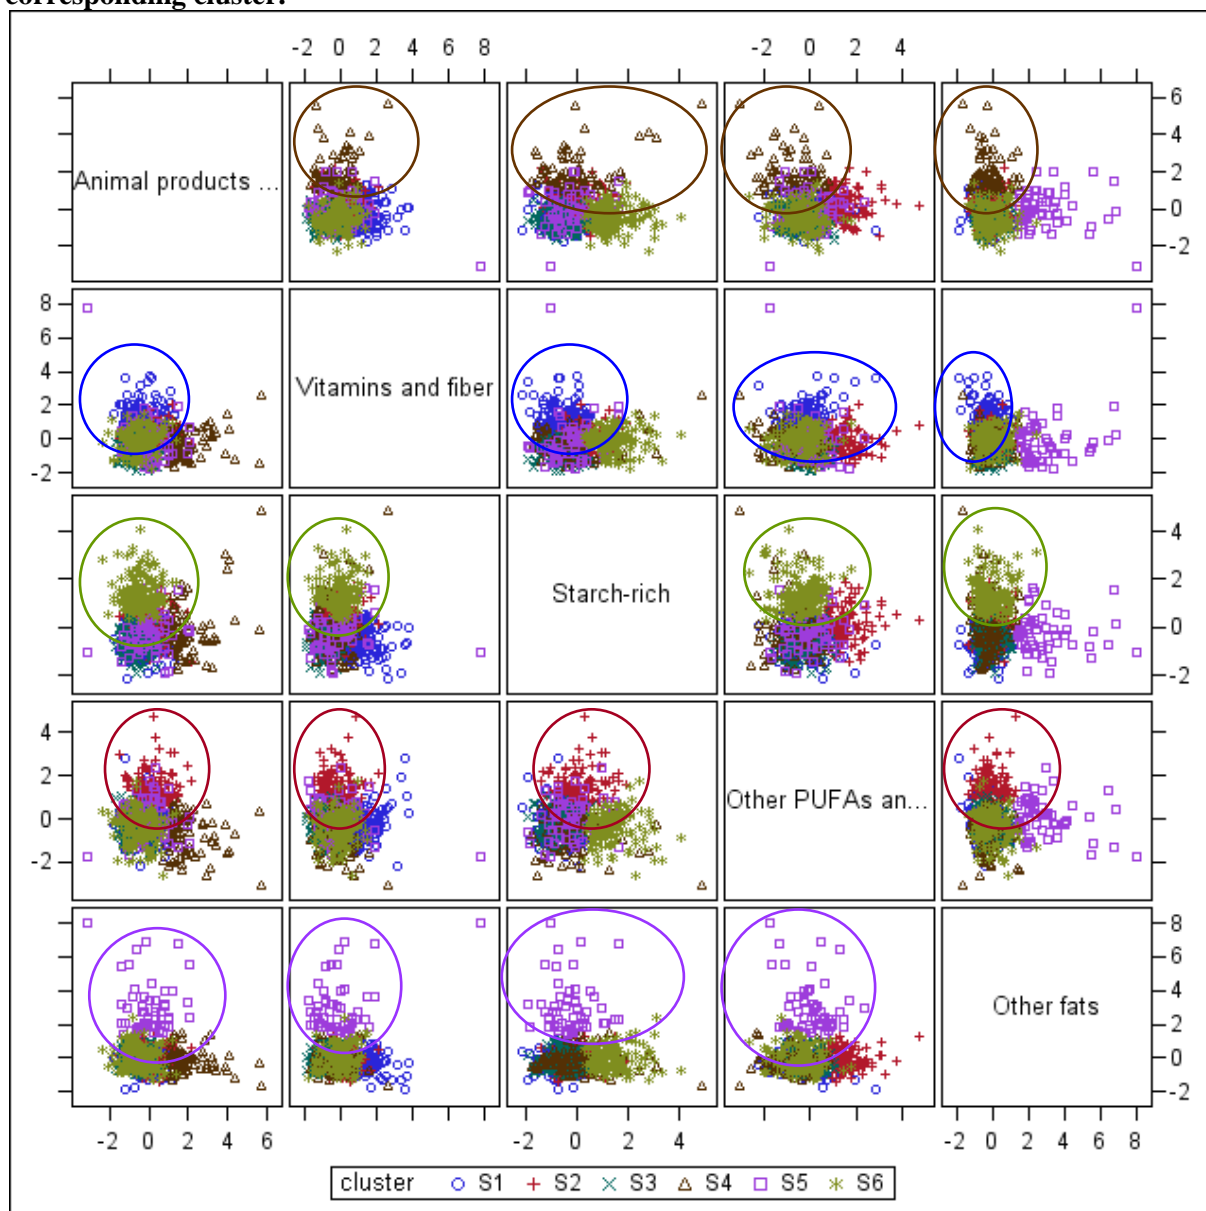 corresponding cluster.
-2 0 2 4 6 8 -2 0 2 4
Animal products ...
6
4
2
0
-2
8
6
4
2
0
-2
Vitamins and fiber
Starch-rich
4
2
0
-2
4
2
0
-2
Other PUFAs an...
Other fats
8
6
4
2
0
-2
-2 0 2 4 6 -2 0 2 4 -2 0 2 4 6 8
cluster S1 S2 S3 S4 S5 S6